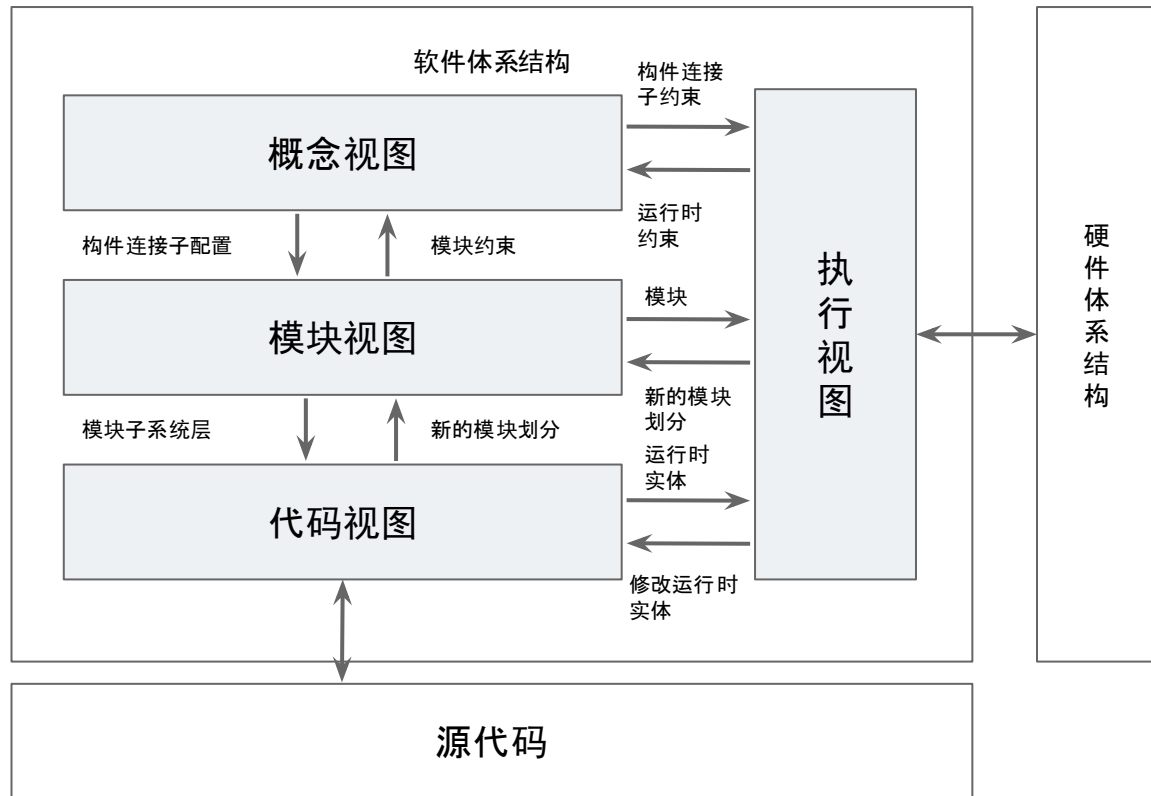 软件体系结构
构件连接
子约束
概念视图
运行时
约束
构件连接子配置
模块约束
模块
模块视图
新的模块
划分
模块子系统层
新的模块划分
运行时
实体
代码视图
修改运行时
实体
执
行
视
图
硬
件
体
系
结
构
源代码